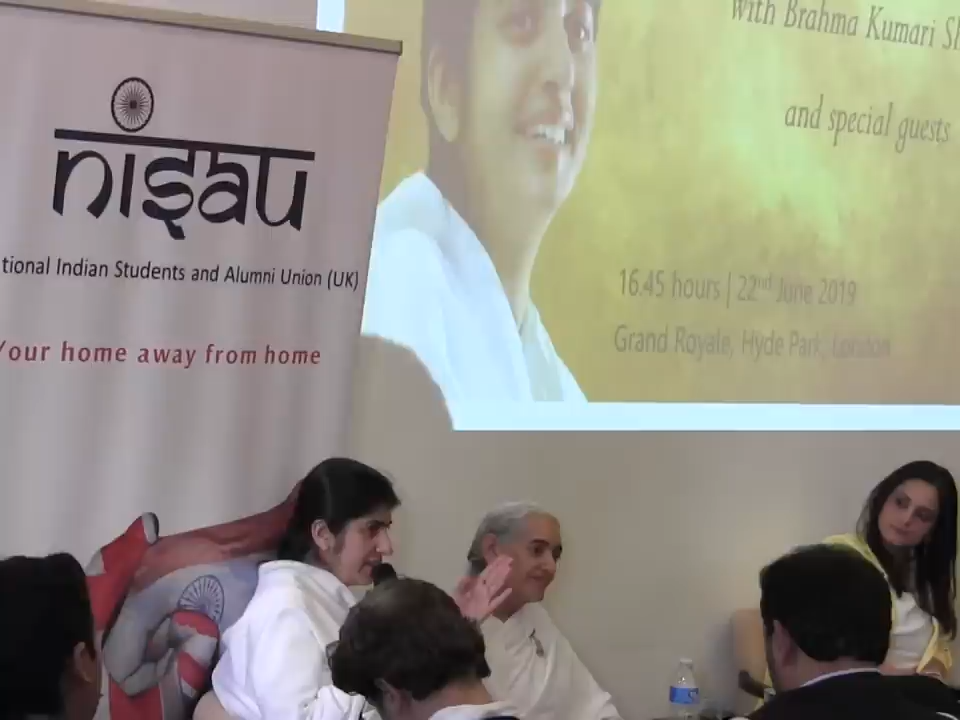 nisau
tional Indian Students and Alumni Union (UK)
Your home away from home
with Brahma Kumari Sh
and special guests
16.45 hours | 22nd June 2019
Grand Royale, Hyde Park, London